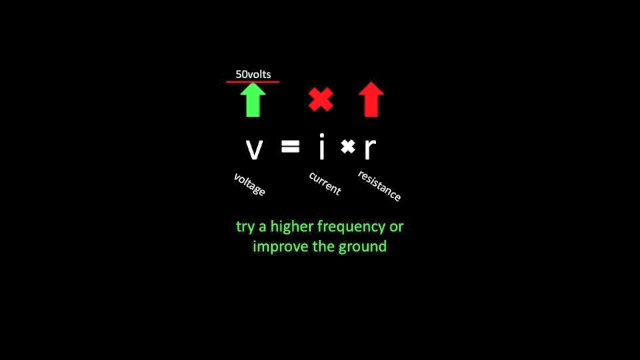 50volts
v = i × r
voltage
current
resistance
try a higher frequency or
improve the ground